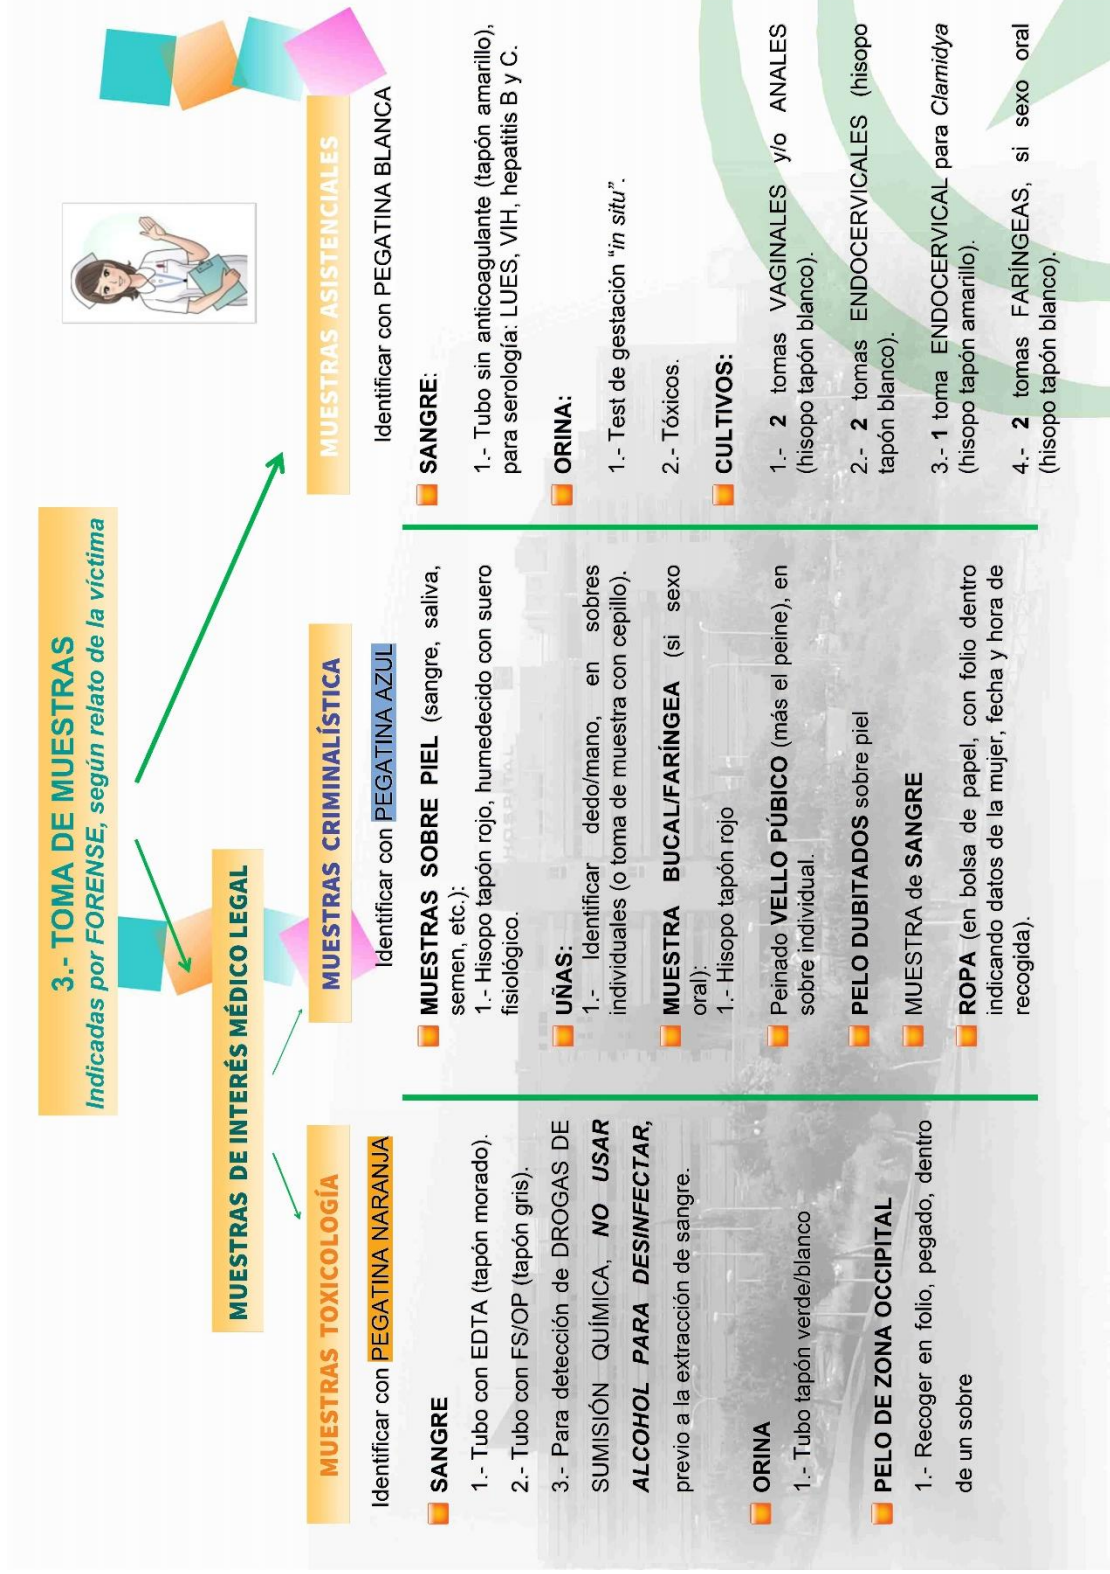 3.- TOMA DE MUESTRAS
Indicadas por FORENSE, según relato de la víctima
MUESTRAS DE INTERÉS MÉDICO LEGAL
MUESTRAS TOXICOLOGÍA
Identificar con PEGATINA NARANJA
SANGRE
1.- Tubo con EDTA (tapón morado).
2.- Tubo con FS/OP (tapón gris).
3.- Para detección de DROGAS DE
SUMISIÓN QUÍMICA, NO USAR
ALCOHOL PARA DESINFECTAR,
previo a la extracción de sangre.
ORINA
1.- Tubo tapón verde/blanco
PELO DE ZONA OCCIPITAL
1.- Recoger en folio, pegado, dentro
de un sobre
MUESTRAS CRIMINALÍSTICA
Identificar con PEGATINA AZUL
MUESTRAS SOBRE PIEL (sangre, saliva,
semen, etc.):
1.- Hisopo tapón rojo, humedecido con suero
fisiológico.
UÑAS:
1.- Identificar dedo/mano, en sobres
individuales (o toma de muestra con cepillo).
MUESTRA BUCAL/FARÍNGEA (si sexo
oral):
1.- Hisopo tapón rojo
Peinado VELLO PÚBICO (más el peine), en
sobre individual.
PELO DUBITADOS sobre piel
MUESTRA de SANGRE
ROPA (en bolsa de papel, con folio dentro
indicando datos de la mujer, fecha y hora de
recogida).
MUESTRAS ASISTENCIALES
Identificar con PEGATINA BLANCA
SANGRE:
1.- Tubo sin anticoagulante (tapón amarillo),
para serología: LUES, VIH, hepatitis B y C.
ORINA:
1.- Test de gestación “in situ”.
2.- Tóxicos.
CULTIVOS:
1.- 2 tomas VAGINALES y/o ANALES
(hisopo tapón blanco).
2.- 2 tomas ENDOCERVICALES (hisopo
tapón blanco).
3.- 1 toma ENDOCERVICAL para Clamidya
(hisopo tapón amarillo).
4.- 2 tomas FARÍNGEAS, si sexo oral
(hisopo tapón blanco).
HOSPITAL